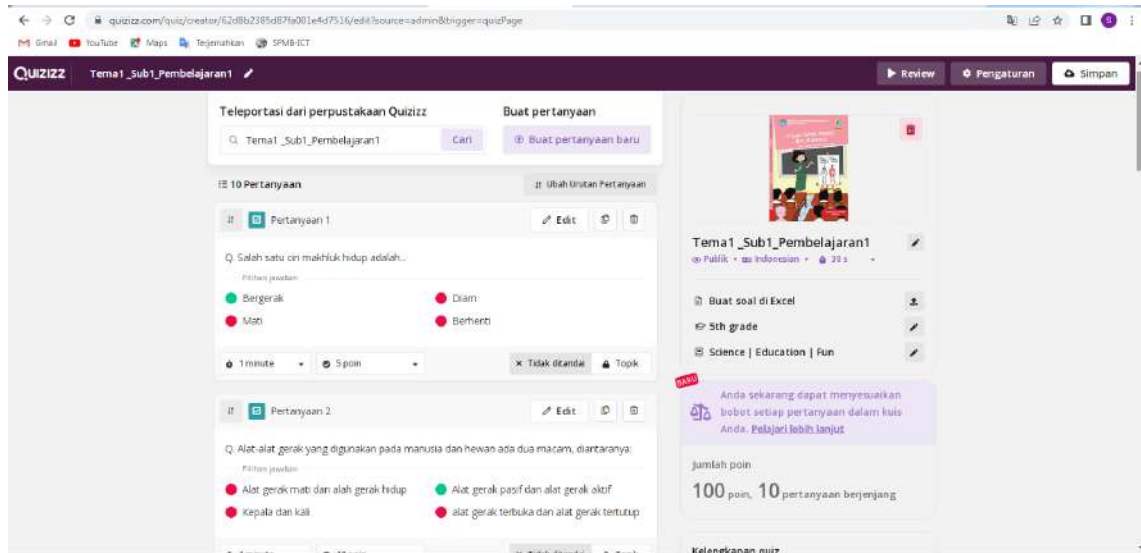 quizizz.com/quiz/creator/62d8b2385d87fa001e4d7516/edit?source=admin&trigger=quizPage
Gmail YouTube Maps Terjemahkan SPMB-ICT
QUIZIZZ Tema1 _Sub1_Pembelajaran1 Review Pengaturan Simpan
Teleportasi dari perpustakaan Quizizz
Tema1 _Sub1_Pembelajaran1 Cari
Buat pertanyaan
Buat pertanyaan baru
10 Pertanyaan Ubah Urutan Pertanyaan
Pertanyaan 1 Edit
Q. Salah satu ciri makhluk hidup adalah..
Pilihan jawaban
Bergerak Diam
Mati Berhenti
1 minute 5 poin Tidak ditandai Topik
Pertanyaan 2 Edit
Q. Alat-alat gerak yang digunakan pada manusia dan hewan ada dua macam, diantaranya:
Pilihan jawaban
Alat gerak mati dan alah gerak hidup Alat gerak pasif dan alat gerak aktif
Kepala dan kali alat gerak terbuka dan alat gerak tertutup
Tema1 _Sub1_Pembelajaran1
Publik • Indonesian •
Buat soal di Excel
5th grade
Science | Education | Fun
BARU
Anda sekarang dapat menyesuaikan
bobot setiap pertanyaan dalam kuis
Anda. Pelajari lebih lanjut
Jumlah poin
100 poin, 10 pertanyaan berjenjang
Kelengkapan quiz